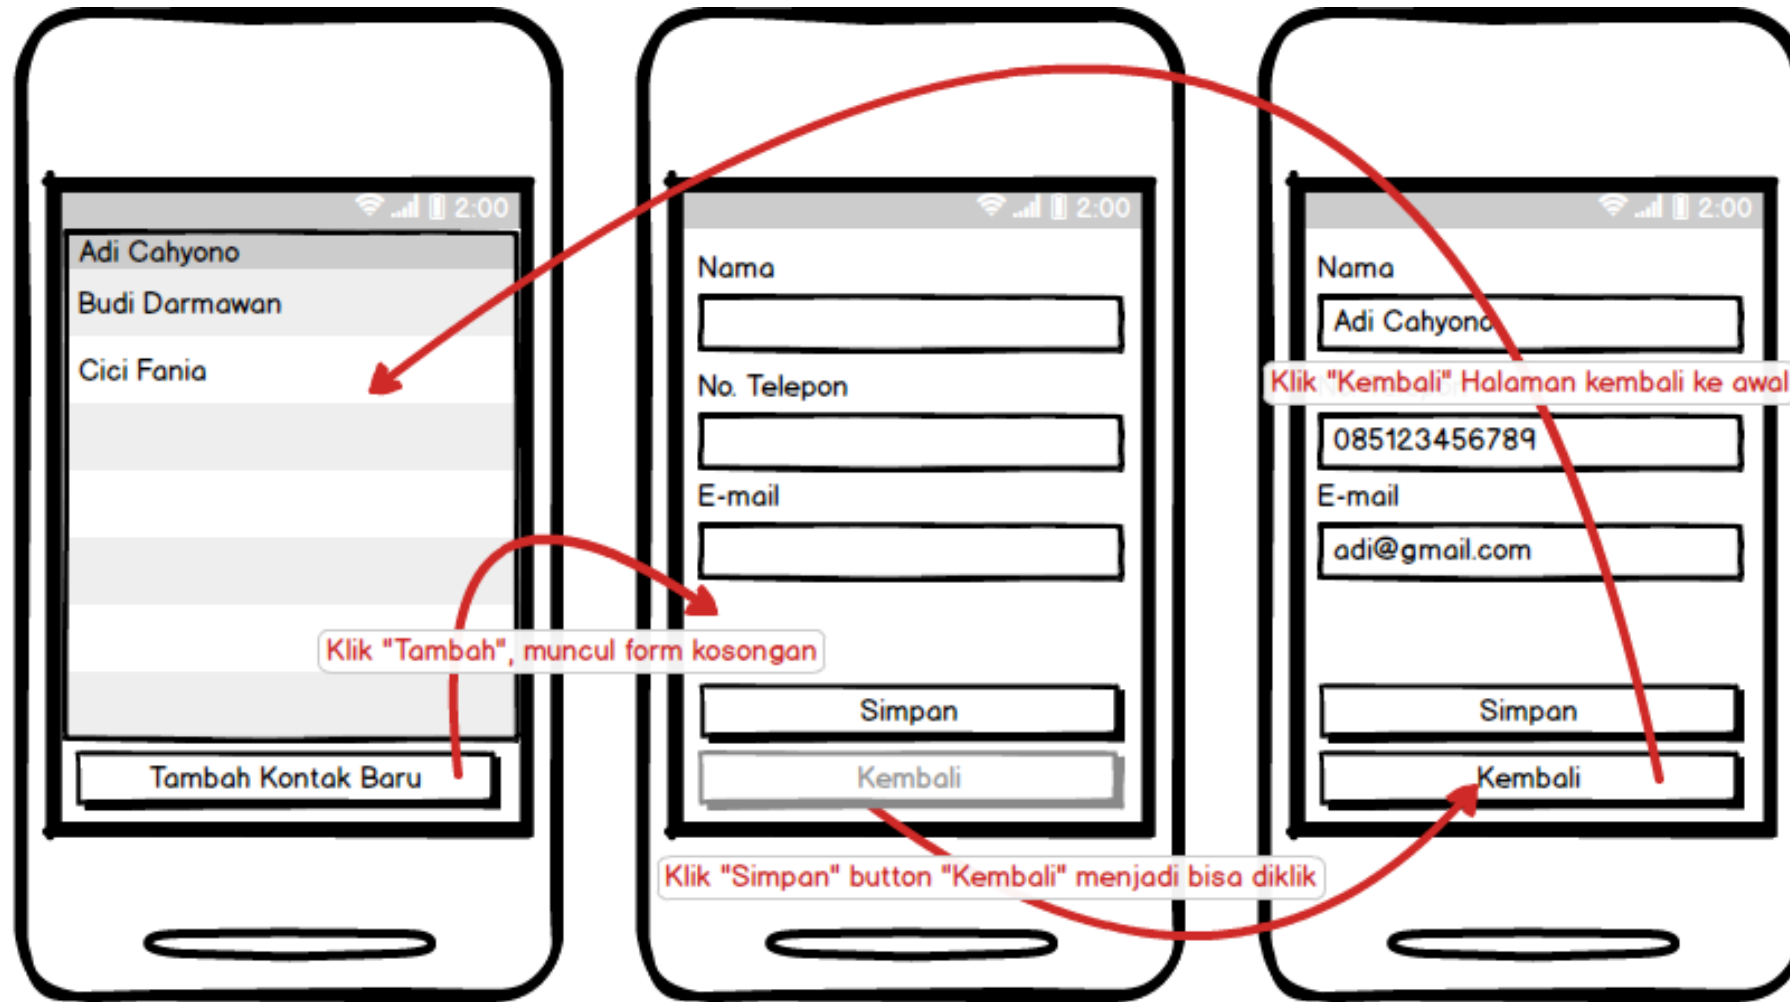 2:00
Adi Cahyono
Budi Darmawan
Cici Fania
Tambah Kontak Baru
Klik "Tambah", muncul form kosongan
2:00
Nama
No. Telepon
E-mail
Simpan
Kembali
Klik "Simpan" button "Kembali" menjadi bisa diklik
2:00
Nama
Adi Cahyono
Klik "Kembali" Halaman kembali ke awal
085123456789
E-mail
adi@gmail.com
Simpan
Kembali